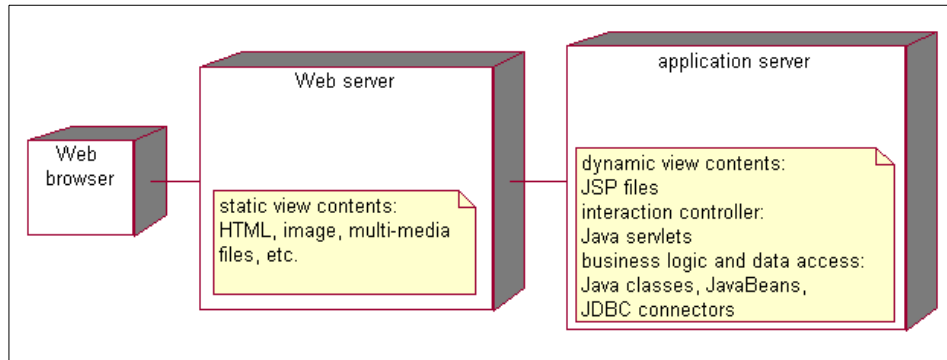 Web
browser
Web server
static view contents:
HTML, image, multi-media
files, etc.
application server
dynamic view contents:
JSP files
interaction controller:
Java servlets
business logic and data access:
Java classes, JavaBeans,
JDBC connectors